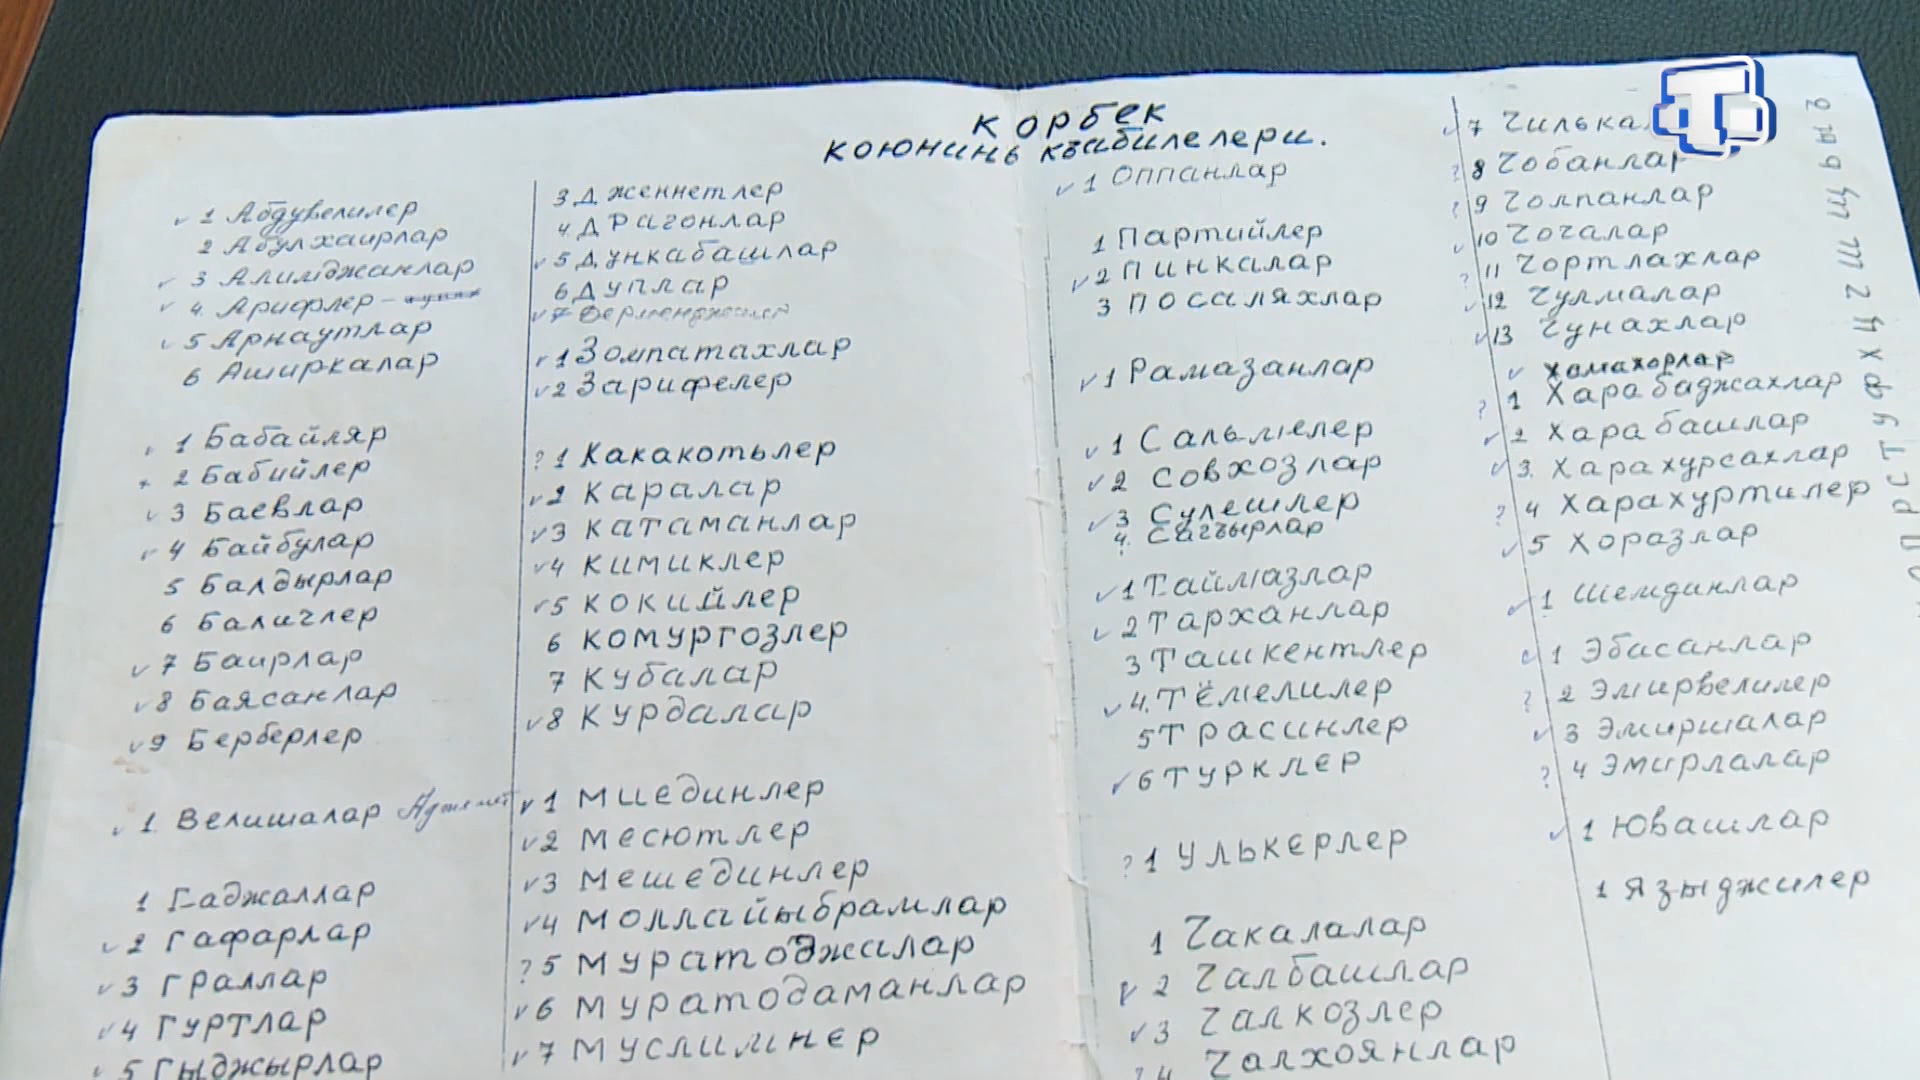 Корбек
коюнинь къабилелери.
1 Абдувелилер
2 Абулхаирлар
3 Алимджанлар
4. Арифлер -
5 Арнаутлар
6 Аширкалар
1 Бабайляр
2 Бабийлер
3 Баевлар
4 Байбулар
5 Балдырлар
6 Баличлер
7 Баирлар
8 Баясанлар
9 Берберлер
1. Велишалар
1 Гаджаллар
2 Гафарлар
3 Граллар
4 Гуртлар
5 Гыджырлар
3 Дженнетлер
4. Драгонлар
5 Дункабашлар
6 Дуплар
1 Зомпатахлар
2 Зарифелер
? 1 Какакотьлер
2 Каралар
3 Катаманлар
4 Кимиклер
5 Кокийлер
6 Комургозлер
7 Кубалар
8 Курдалар
1 Миединлер
2 Месютлер
3 Мешединлер
4 Моллайыбрамлар
? 5 Муратоджалар
6 Муратодаманлар
7 Муслимнер
1 Оппанлар
1 Партийлер
2 Пинкалар
3 Посаляхлар
1 Рамазанлар
1 Сальмелер
2 Совхозлар
3 Сулешлер
4. Сагъырлар
1 Таймазлар
2 Тарханлар
3 Ташкентлер
4. Тёмелилер
5 Трасинлер
6 Турклер
? 1 Улькерлер
1 Чакалалар
2 Чалбашлар
3 Чалкозлер
? 4 Чалхоянлар
7 Чилька
? 8 Чобанлар
? 9 Чолпанлар
10 Чочалар
? 11 Чортлахлар
12 Чулмалар
13 Чунахлар
Хамахорлар
? 1 Харабаджахлар
2 Харабашлар
3. Харахурсахлар
? 4 Харахуртилер
5 Хоразлар
1 Шемдинлар
1 Эбасанлар
? 2 Эмирвелилер
3 Эмиршалар
? 4 Эмирлалар
1 Ювашлар
1 Языджилер